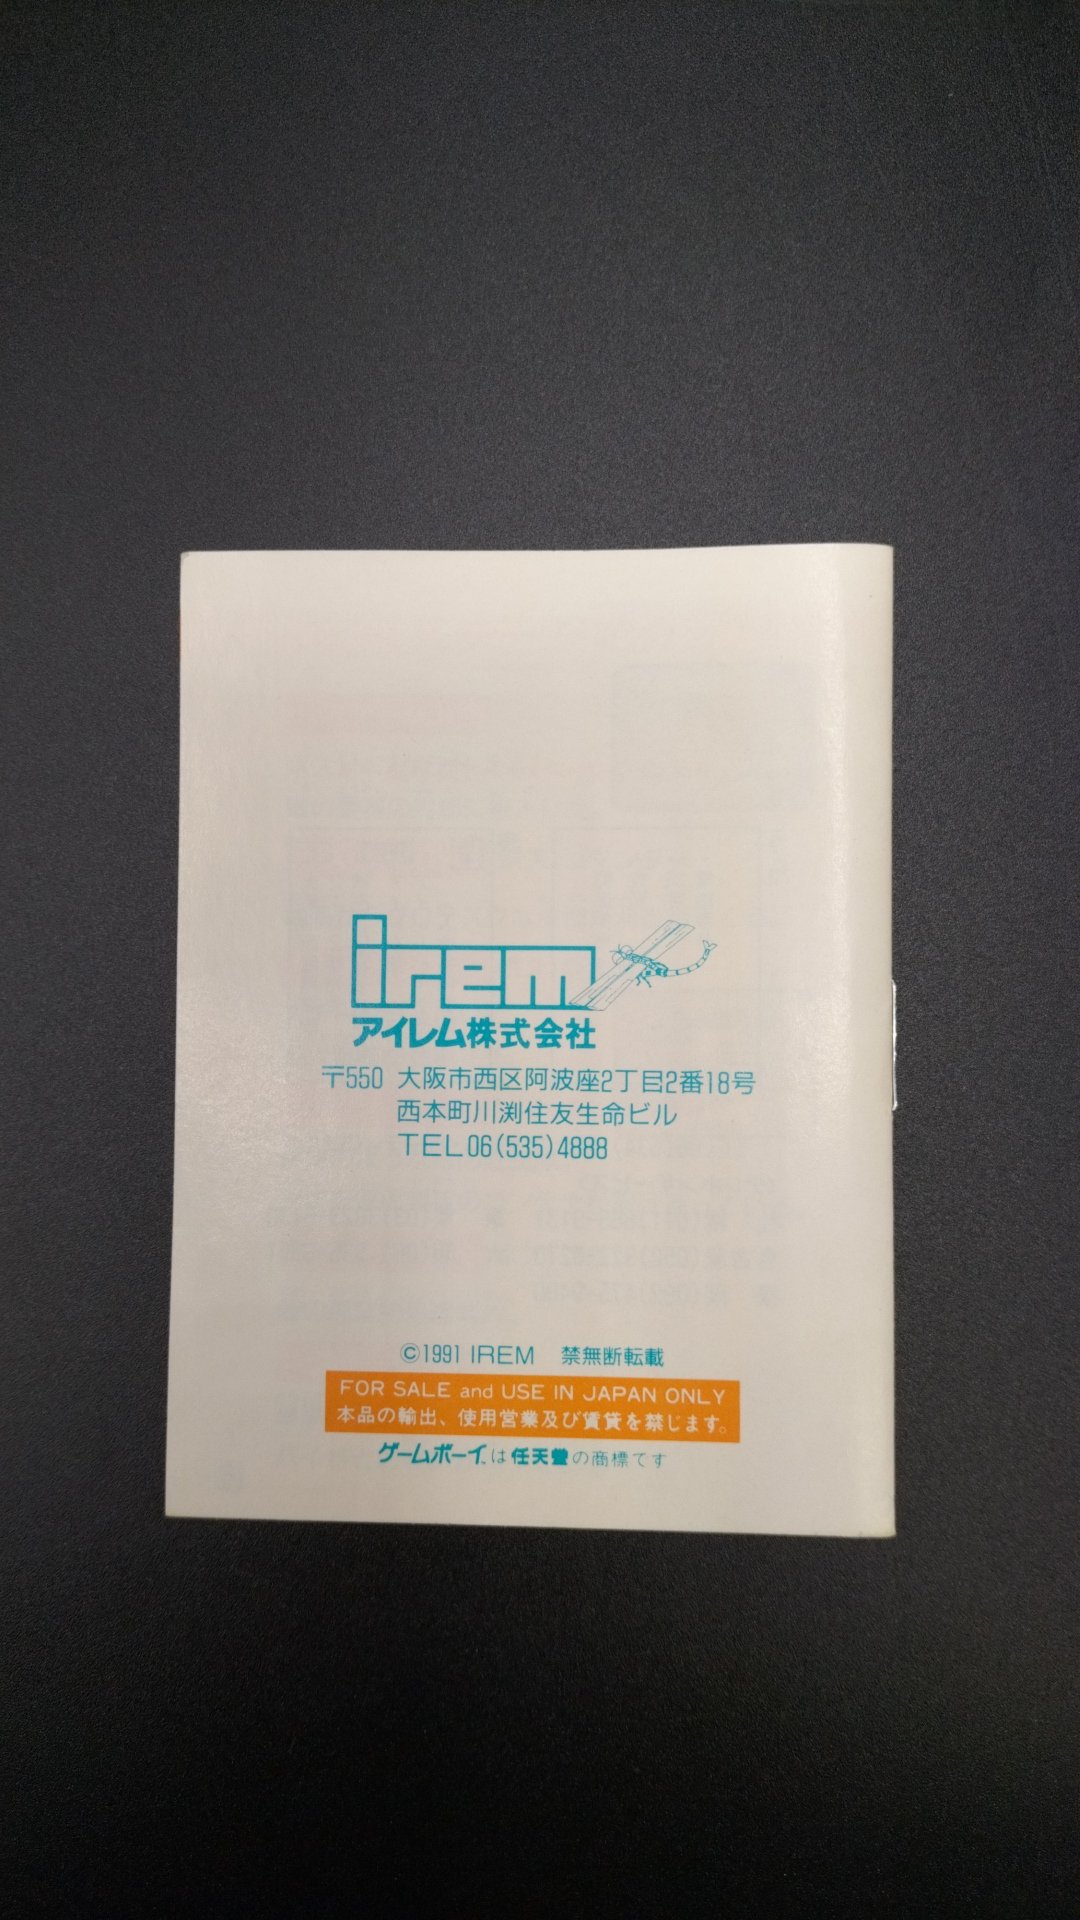 irem
アイレム株式会社
〒550 大阪市西区阿波座2丁目2番18号
西本町川渕住友生命ビル
TEL 06(535)4888
©1991 IREM 禁無断転載
FOR SALE and USE IN JAPAN ONLY
本品の輸出、使用営業及び賃貸を禁じます。
ゲームボーイ™は任天堂の商標です